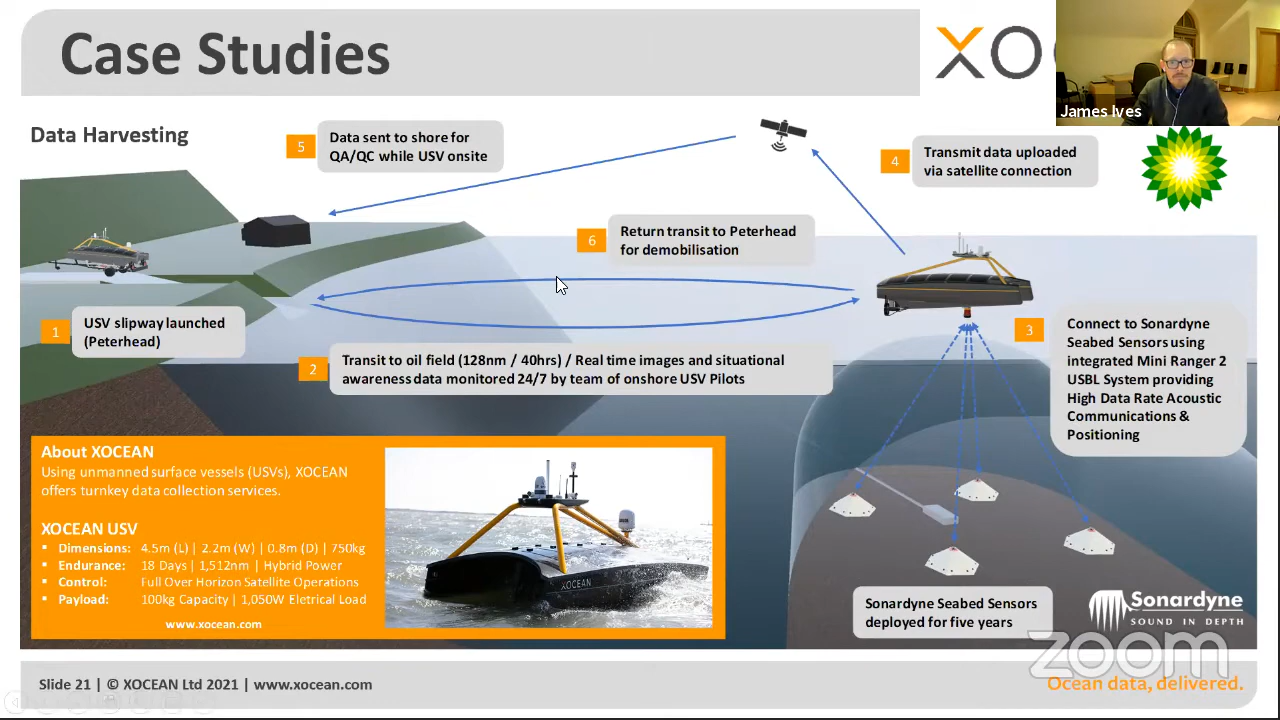 Case Studies
XO
James Ives
Data Harvesting
5
Data sent to shore for
QA/QC while USV onsite
4
Transmit data uploaded
via satellite connection
6
Return transit to Peterhead
for demobilisation
1
USV slipway launched
(Peterhead)
2
Transit to oil field (128nm / 40hrs) / Real time images and situational
awareness data monitored 24/7 by team of onshore USV Pilots
3
Connect to Sonardyne
Seabed Sensors using
integrated Mini Ranger 2
USBL System providing
High Data Rate Acoustic
Communications &
Positioning
About XOCEAN
Using unmanned surface vessels (USVs), XOCEAN
offers turnkey data collection services.
XOCEAN USV
▪ Dimensions: 4.5m (L) | 2.2m (W) | 0.8m (D) | 750kg
▪ Endurance: 18 Days | 1,512nm | Hybrid Power
▪ Control: Full Over Horizon Satellite Operations
▪ Payload: 100kg Capacity | 1,050W Eletrical Load
www.xocean.com
XOCEAN
Sonardyne Seabed Sensors
deployed for five years
Sonardyne
SOUND IN DEPTH
zoom
Slide 21 | © XOCEAN Ltd 2021 | www.xocean.com
Ocean data, delivered.